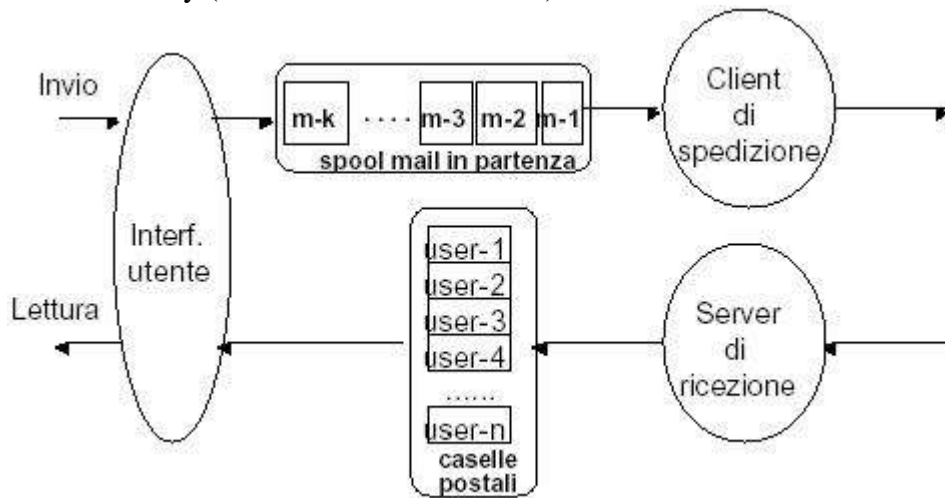 Invio
m-k
....
m-3
m-2
m-1
spool mail in partenza
Client
di
spedizione
Interf.
utente
Lettura
user-1
user-2
user-3
user-4
......
user-n
caselle
postali
Server
di
ricezione